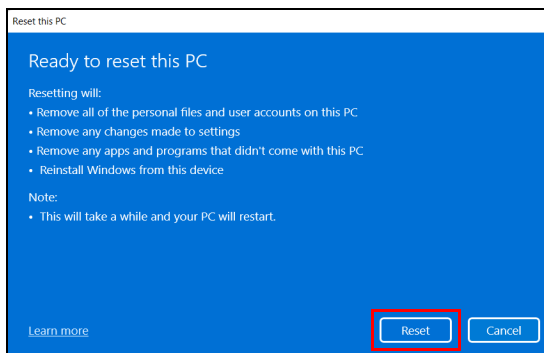 Reset this PC
Ready to reset this PC
Resetting will:
• Remove all of the personal files and user accounts on this PC
• Remove any changes made to settings
• Remove any apps and programs that didn't come with this PC
• Reinstall Windows from this device
Note:
• This will take a while and your PC will restart.
Learn more
Reset
Cancel